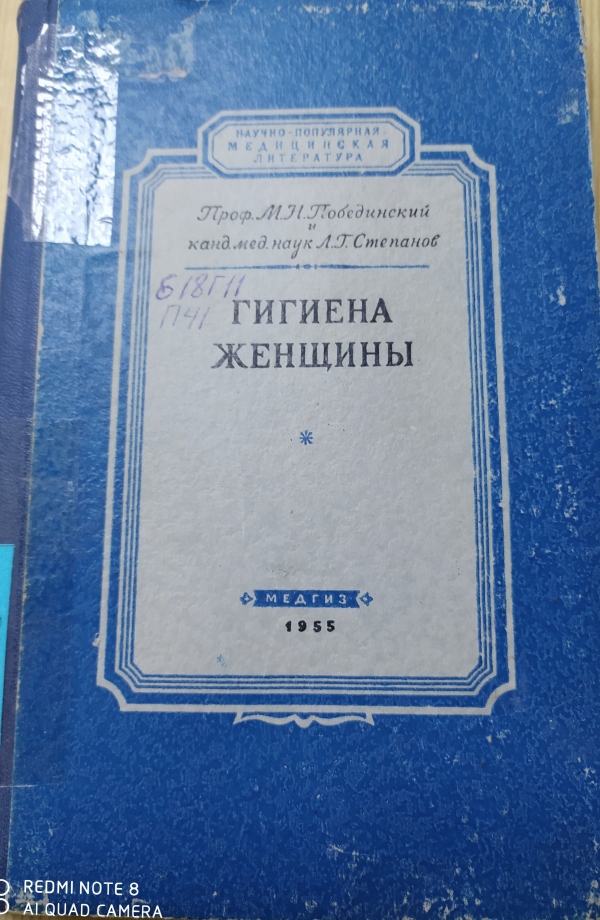 НАУЧНО-ПОПУЛЯРНАЯ
МЕДИЦИНСКАЯ
ЛИТЕРАТУРА
Проф. М.Н. Побединский
и
канд. мед. наук Л.Г. Степанов
618П11
П41
ГИГИЕНА
ЖЕНЩИНЫ
МЕДГИЗ
1955
REDMI NOTE 8
AI QUAD CAMERA